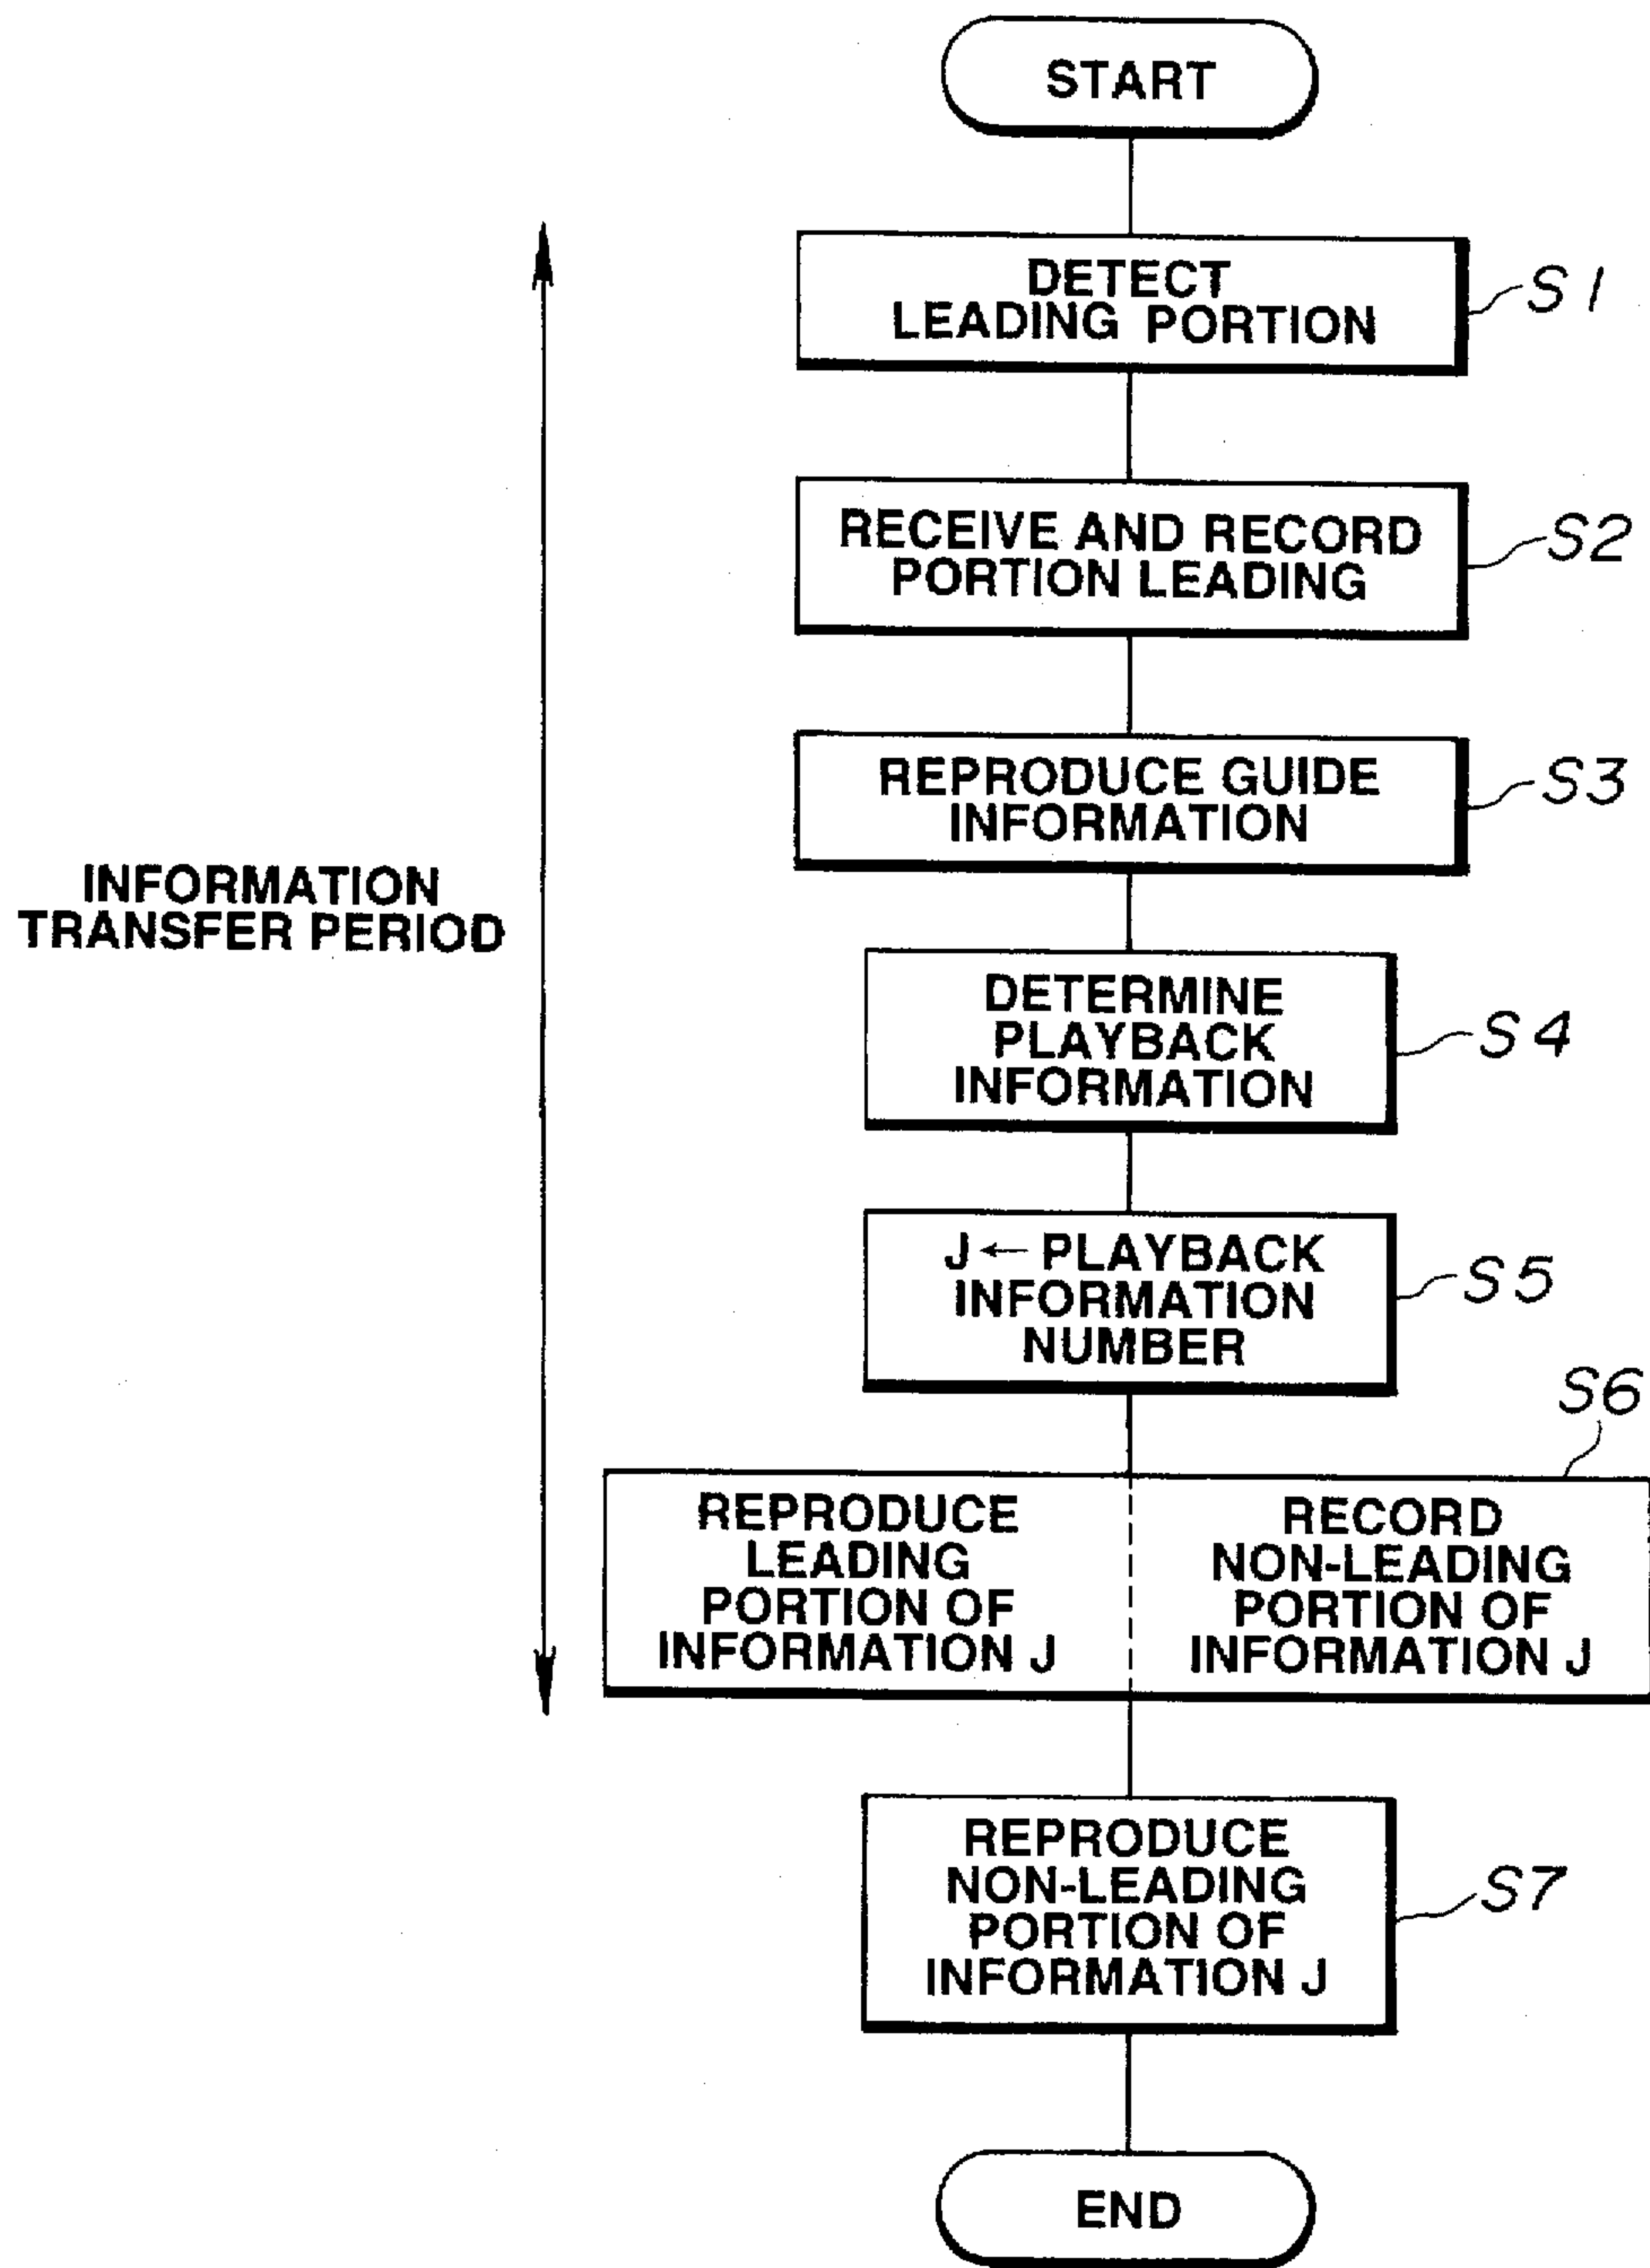 START
DETECT
LEADING PORTION
S1
RECEIVE AND RECORD
PORTION LEADING
S2
REPRODUCE GUIDE
INFORMATION
S3
INFORMATION
TRANSFER PERIOD
DETERMINE
PLAYBACK
INFORMATION
S4
J ← PLAYBACK
INFORMATION
NUMBER
S5
S6
REPRODUCE
LEADING
PORTION OF
INFORMATION J
RECORD
NON-LEADING
PORTION OF
INFORMATION J
REPRODUCE
NON-LEADING
PORTION OF
INFORMATION J
S7
END